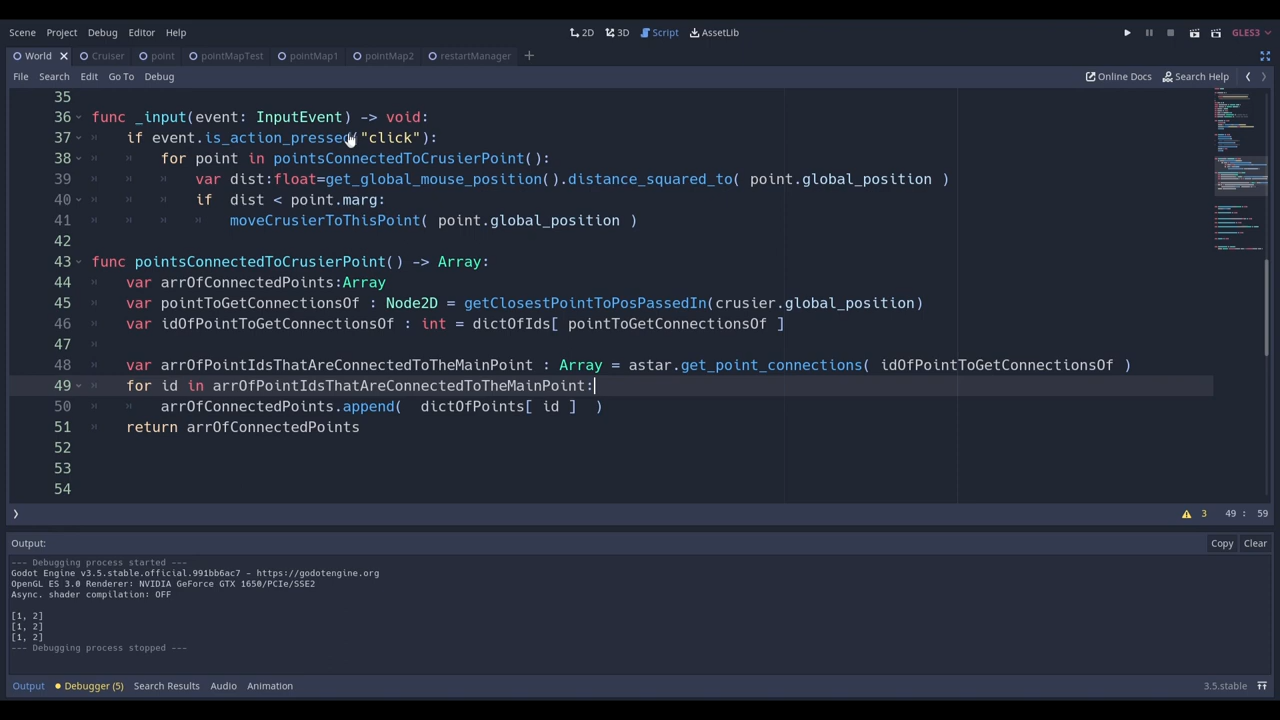 Scene Project Debug Editor Help 2D 3D Script AssetLib GLES3
World Cruiser point pointMapTest pointMap1 pointMap2 restartManager
File Search Edit Go To Debug Online Docs Search Help
35
36 func _input(event: InputEvent) -> void:
37 if event.is_action_pressed("click"):
38 for point in pointsConnectedToCrusierPoint():
39 var dist:float=get_global_mouse_position().distance_squared_to( point.global_position )
40 if dist < point.marg:
41 moveCrusierToThisPoint( point.global_position )
42
43 func pointsConnectedToCrusierPoint() -> Array:
44 var arrOfConnectedPoints:Array
45 var pointToGetConnectionsOf : Node2D = getClosestPointToPosPassedIn(crusier.global_position)
46 var idOfPointToGetConnectionsOf : int = dictOfIds[ pointToGetConnectionsOf ]
47
48 var arrOfPointIdsThatAreConnectedToTheMainPoint : Array = astar.get_point_connections( idOfPointToGetConnectionsOf )
49 for id in arrOfPointIdsThatAreConnectedToTheMainPoint:
50 arrOfConnectedPoints.append( dictOfPoints[ id ] )
51 return arrOfConnectedPoints
52
53
54
3 49 : 59
Output: Copy Clear
--- Debugging process started ---
Godot Engine v3.5.stable.official.991bb6ac7 - https://godotengine.org
OpenGL ES 3.0 Renderer: NVIDIA GeForce GTX 1650/PCIe/SSE2
Async. shader compilation: OFF
[1, 2]
[1, 2]
[1, 2]
--- Debugging process stopped ---
Output Debugger (5) Search Results Audio Animation 3.5.stable